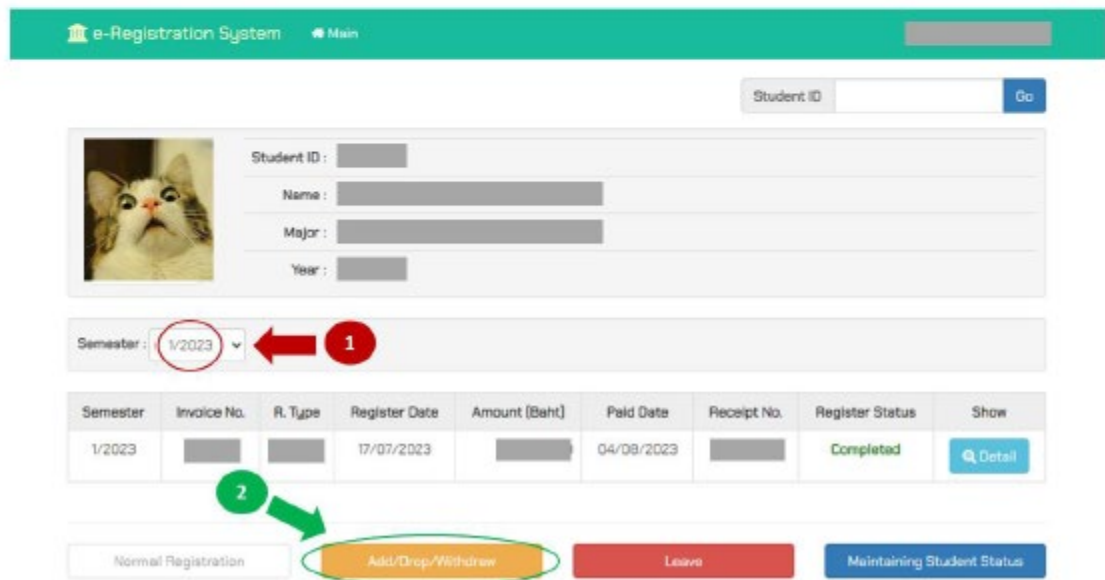 e-Registration System Main
Student ID Go
Student ID :
Name :
Major :
Year :
Semester : 1/2023 1
Semester Invoice No. R. Type Register Date Amount (Baht) Paid Date Receipt No. Register Status Show
1/2023 17/07/2023 04/08/2023 Completed Detail
2
Normal Registration Add/Drop/Withdraw Leave Maintaining Student Status